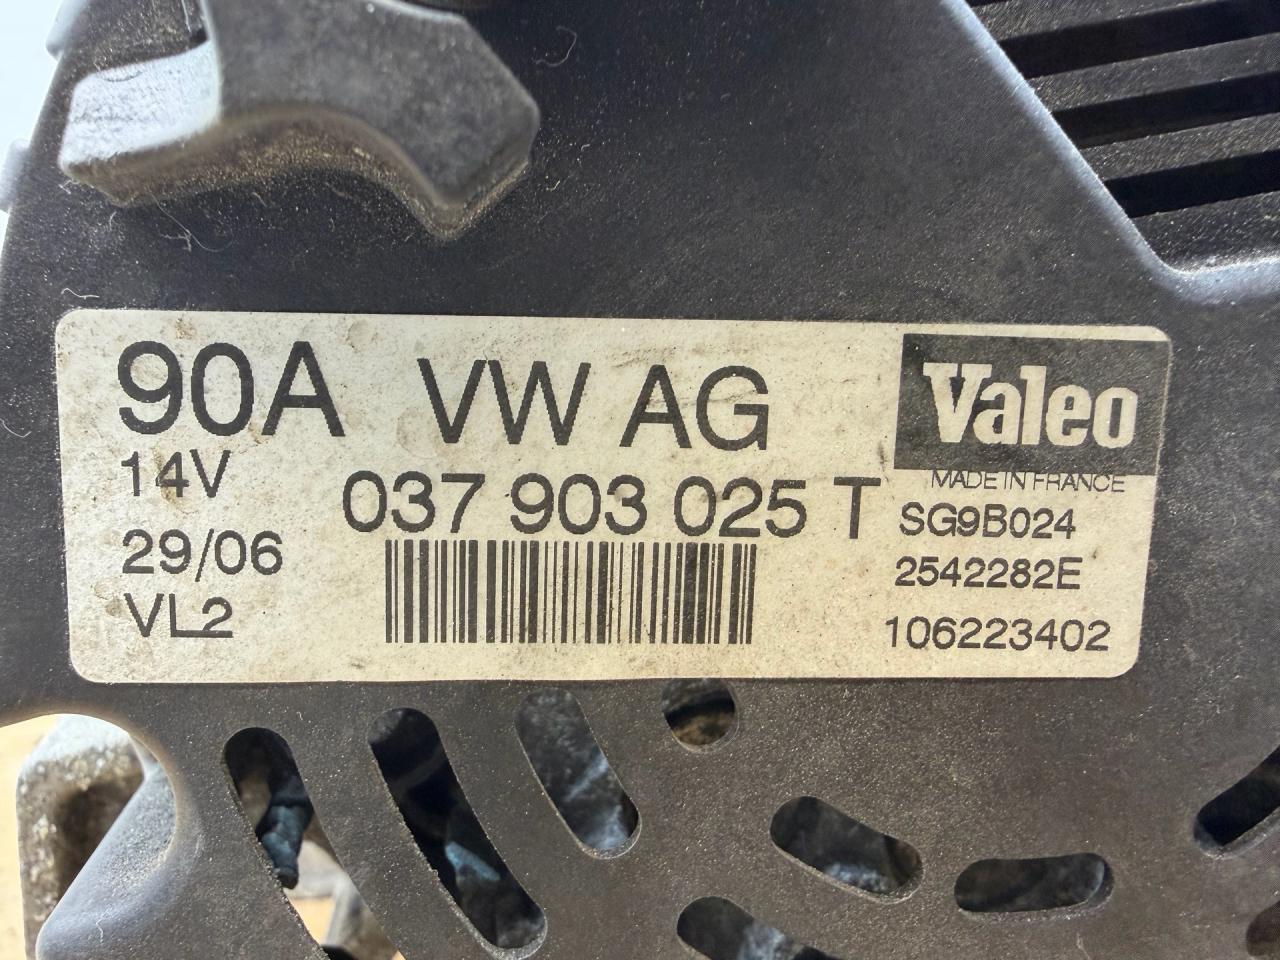 90A VW AG
Valeo
MADE IN FRANCE
14V
037 903 025 T
SG9B024
29/06
2542282E
VL2
106223402